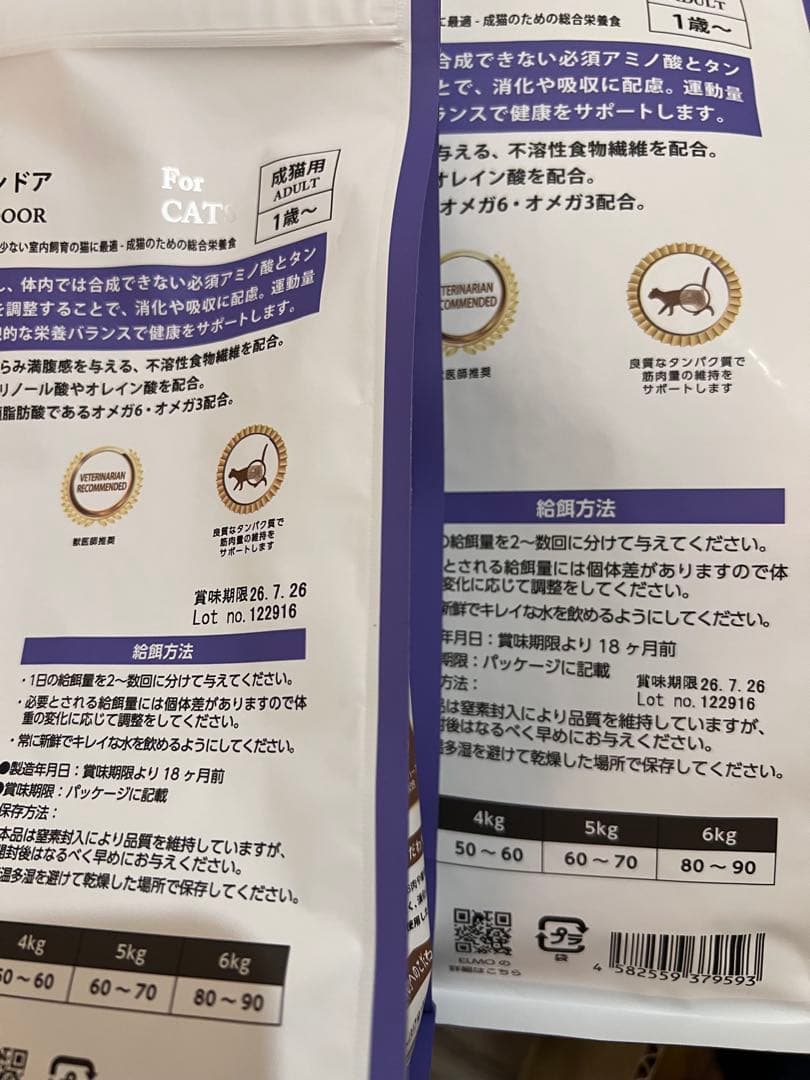 ンドア
OOR
For
CATS
成猫用
ADULT
1歳～
少ない室内飼育の猫に最適 - 成猫のための総合栄養食
し、体内では合成できない必須アミノ酸とタン
を調整することで、消化や吸収に配慮。運動量
的な栄養バランスで健康をサポートします。
らみ満腹感を与える、不溶性食物繊維を配合。
リノール酸やオレイン酸を配合。
脂肪酸であるオメガ6・オメガ3配合。
VETERINARIAN
RECOMMENDED
獣医師推奨
良質なタンパク質で
筋肉量の維持を
サポートします
賞味期限26.7.26
Lot no.122916
給餌方法
・1日の給餌量を2～数回に分けて与えてください。
・必要とされる給餌量には個体差がありますので体
重の変化に応じて調整をしてください。
・常に新鮮でキレイな水を飲めるようにしてください。
●製造年月日：賞味期限より18ヶ月前
●賞味期限：パッケージに記載
保存方法：
本品は窒素封入により品質を維持していますが、
開封後はなるべく早めにお与えください。
温多湿を避けて乾燥した場所で保存してください。
4kg
5kg
6kg
50～60
60～70
80～90
に最適 - 成猫のための総合栄養食
ADULT
1歳～
合成できない必須アミノ酸とタン
とで、消化や吸収に配慮。運動量
ランスで健康をサポートします。
与える、不溶性食物繊維を配合。
オレイン酸を配合。
オメガ6・オメガ3配合。
VETERINARIAN
RECOMMENDED
医師推奨
良質なタンパク質で
筋肉量の維持を
サポートします
給餌方法
の給餌量を2～数回に分けて与えてください。
とされる給餌量には個体差がありますので体
変化に応じて調整をしてください。
新鮮でキレイな水を飲めるようにしてください。
年月日：賞味期限より18ヶ月前
期限：パッケージに記載
方法：
賞味期限26.7.26
Lot no.122916
品は窒素封入により品質を維持していますが、
封後はなるべく早めにお与えください。
多湿を避けて乾燥した場所で保存してください。
4kg
5kg
6kg
50～60
60～70
80～90
ELMOの
詳細はこちら
プラ
袋
4 582559 379593